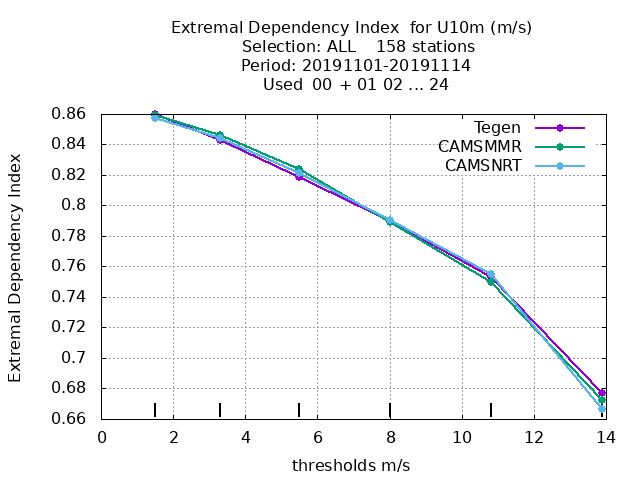 Extremal Dependency Index  for U10m (m/s)
Selection: ALL    158 stations
Period: 20191101-20191114
Used  00  + 01 02 ... 24
Extremal Dependency Index
0.86
0.84
0.82
0.8
0.78
0.76
0.74
0.72
0.7
0.68
0.66
Tegen
CAMSMMR
CAMSNRT
0 2 4 6 8 10 12 14
thresholds m/s